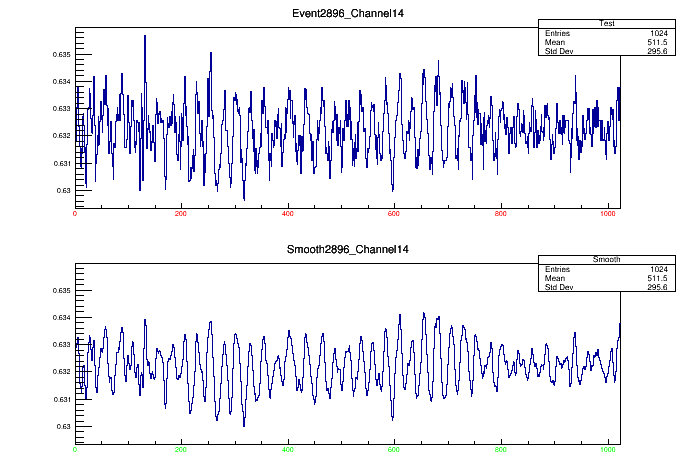 Event2896_Channel14
Test
Entries 1024
Mean 511.5
Std Dev 295.6
0.635
0.634
0.633
0.632
0.631
0.63
0 200 400 600 800 1000
Smooth2896_Channel14
Smooth
Entries 1024
Mean 511.5
Std Dev 295.6
0.635
0.634
0.633
0.632
0.631
0.63
0 200 400 600 800 1000